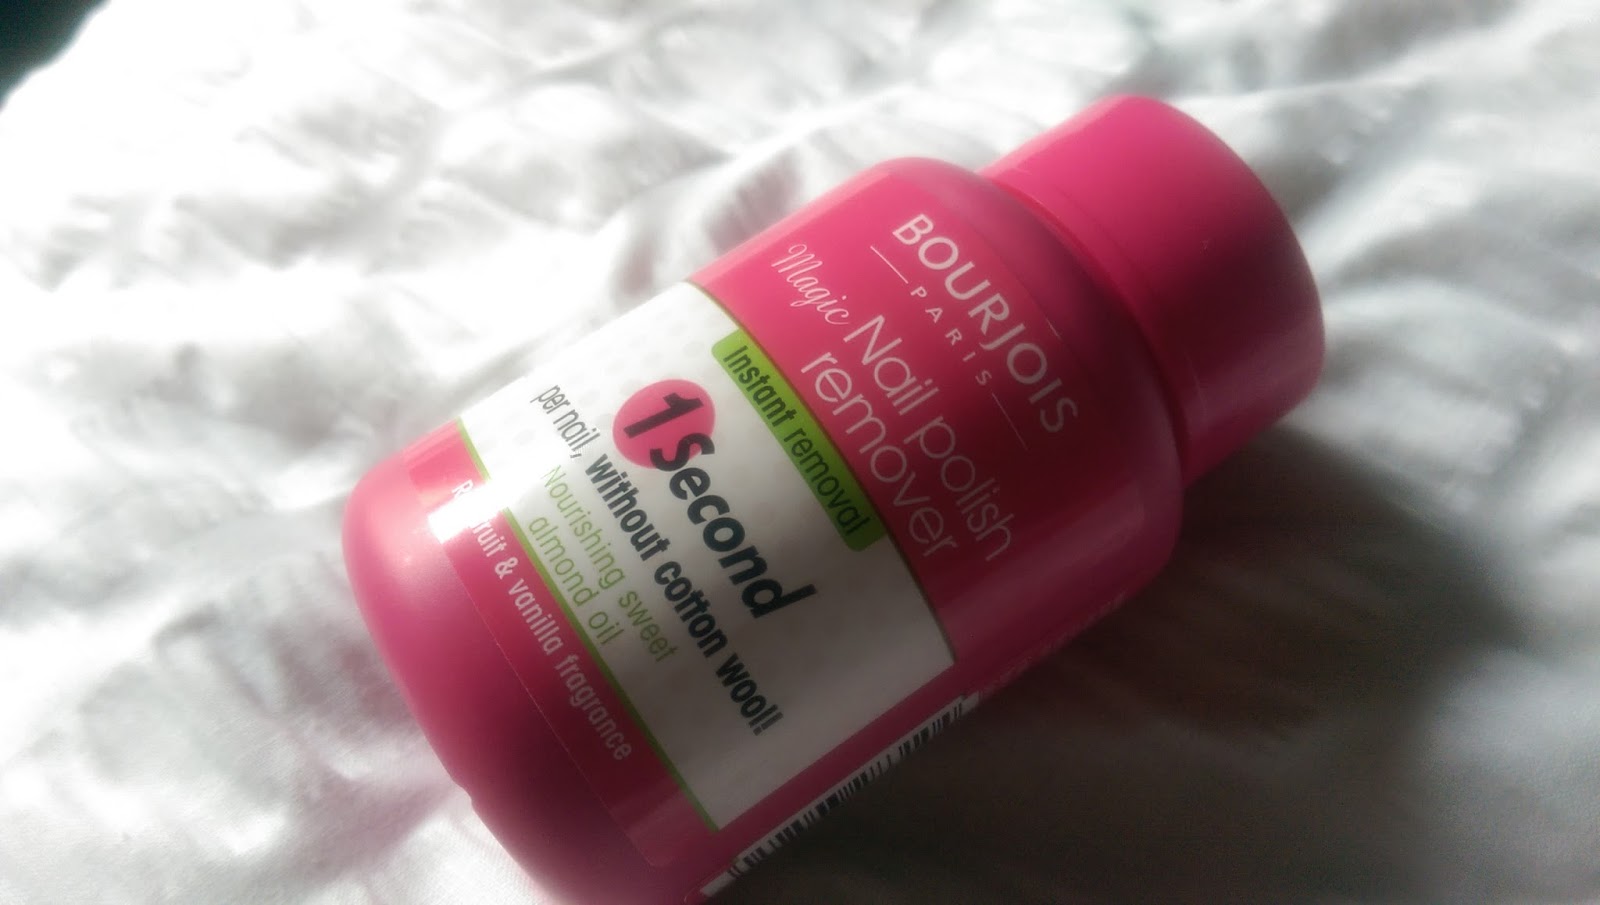 BOURJOIS
PARIS
Magic Nail polish
remover
Instant removal
1 Second
per nail, without cotton wool!
Nourishing sweet
almond oil
fruit & vanilla fragrance